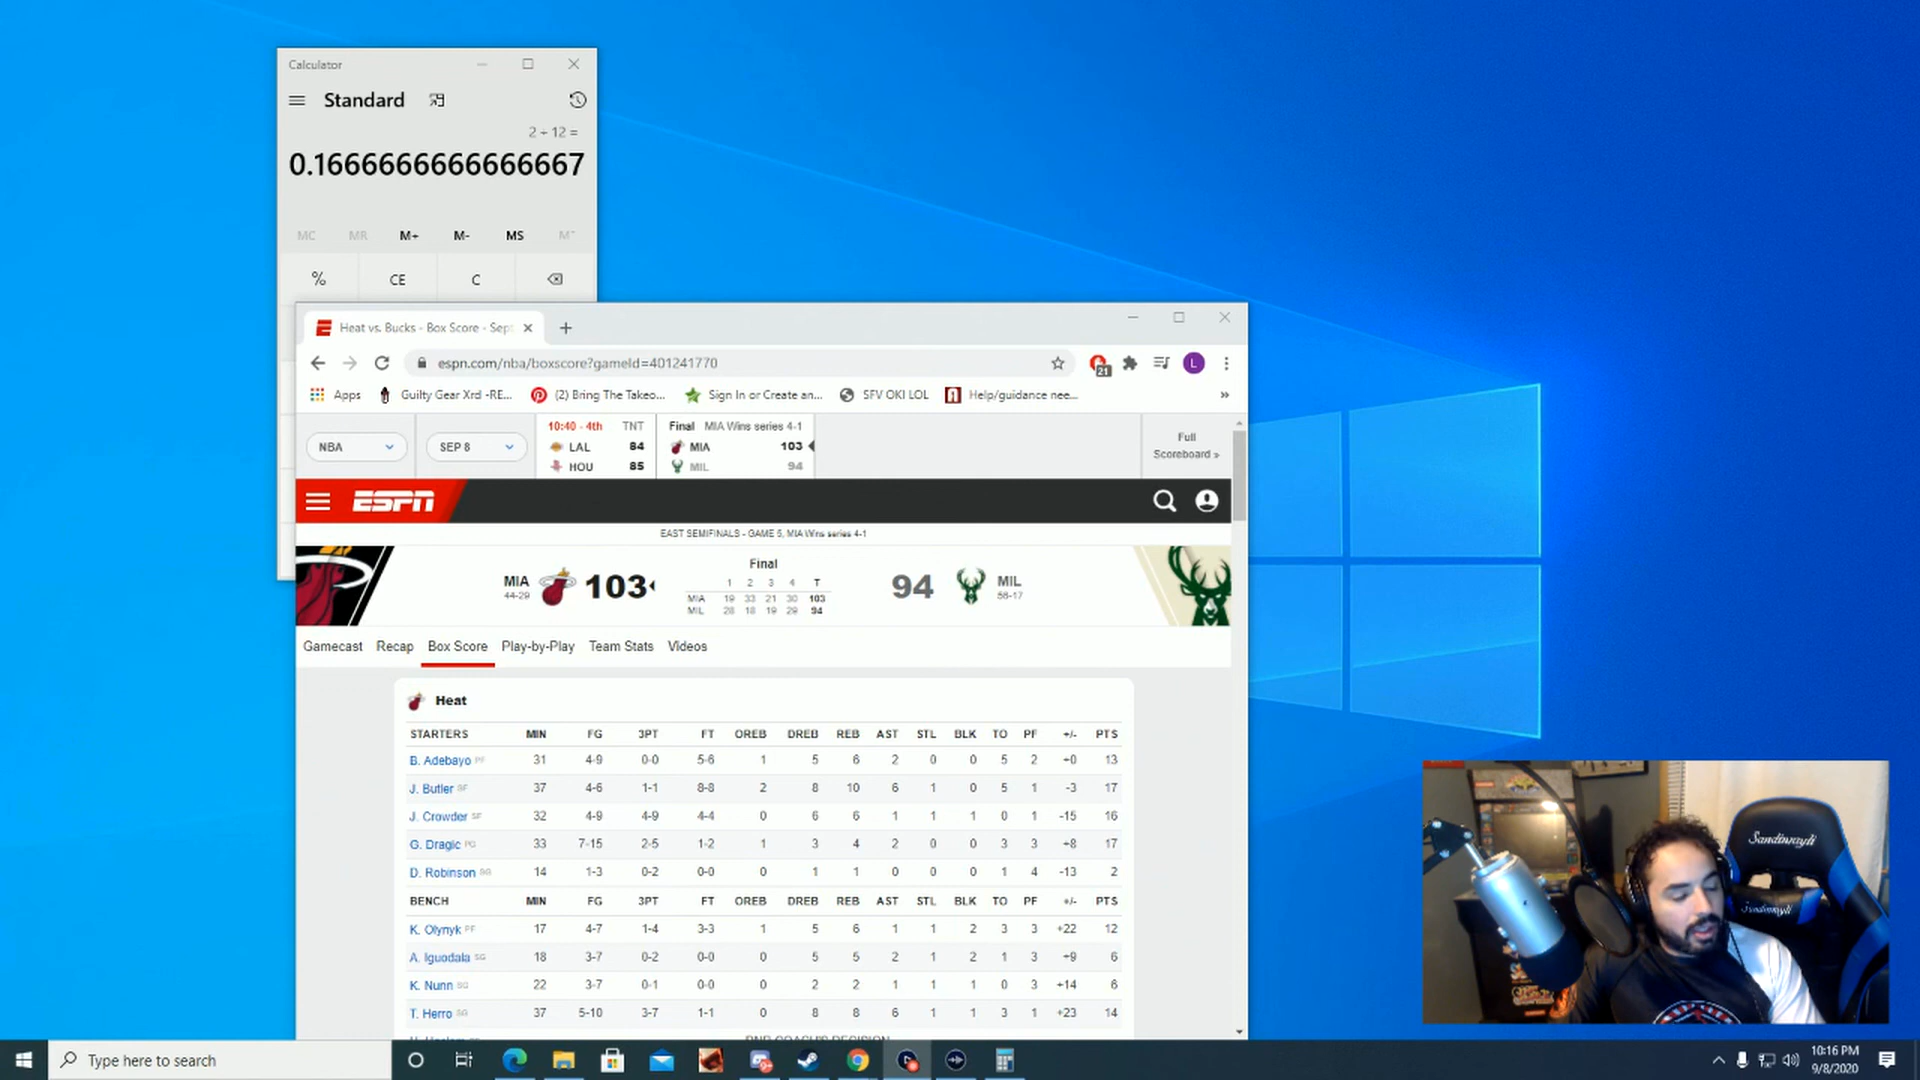 Calculator
Standard
2 ÷ 12 =
0.1666666666666667
MC MR M+ M- MS M˅
% CE C
Heat vs. Bucks - Box Score - Sept
espn.com/nba/boxscore?gameId=401241770
21
L
Apps Guilty Gear Xrd -RE... (2) Bring The Takeo... Sign In or Create an... SFV OKI LOL Help/guidance nee... »
NBA SEP 8
10:40 - 4th TNT
LAL 84
HOU 85
Final MIA Wins series 4-1
MIA 103
MIL 94
Full
Scoreboard »
ESPN
EAST SEMIFINALS - GAME 5, MIA Wins series 4-1
MIA
44-29
103
Final
1 2 3 4 T
MIA 19 33 21 30 103
MIL 28 18 19 29 94
94
MIL
56-17
Gamecast Recap Box Score Play-by-Play Team Stats Videos
Heat
STARTERS MIN FG 3PT FT OREB DREB REB AST STL BLK TO PF +/- PTS
B. Adebayo PF 31 4-9 0-0 5-6 1 5 6 2 0 0 5 2 +0 13
J. Butler SF 37 4-6 1-1 8-8 2 8 10 6 1 0 5 1 -3 17
J. Crowder SF 32 4-9 4-9 4-4 0 6 6 1 1 1 0 1 -15 16
G. Dragic PG 33 7-15 2-5 1-2 1 3 4 2 0 0 3 3 +8 17
D. Robinson SG 14 1-3 0-2 0-0 0 1 1 0 0 0 1 4 -13 2
BENCH MIN FG 3PT FT OREB DREB REB AST STL BLK TO PF +/- PTS
K. Olynyk PF 17 4-7 1-4 3-3 1 5 6 1 1 2 3 3 +22 12
A. Iguodala SG 18 3-7 0-2 0-0 0 5 5 2 1 2 1 3 +9 6
K. Nunn SG 22 3-7 0-1 0-0 0 2 2 1 1 1 0 3 +14 6
T. Herro SG 37 5-10 3-7 1-1 0 8 8 6 1 1 3 1 +23 14
Sandinrayli
Sandinrayli
Type here to search
10:16 PM
9/8/2020